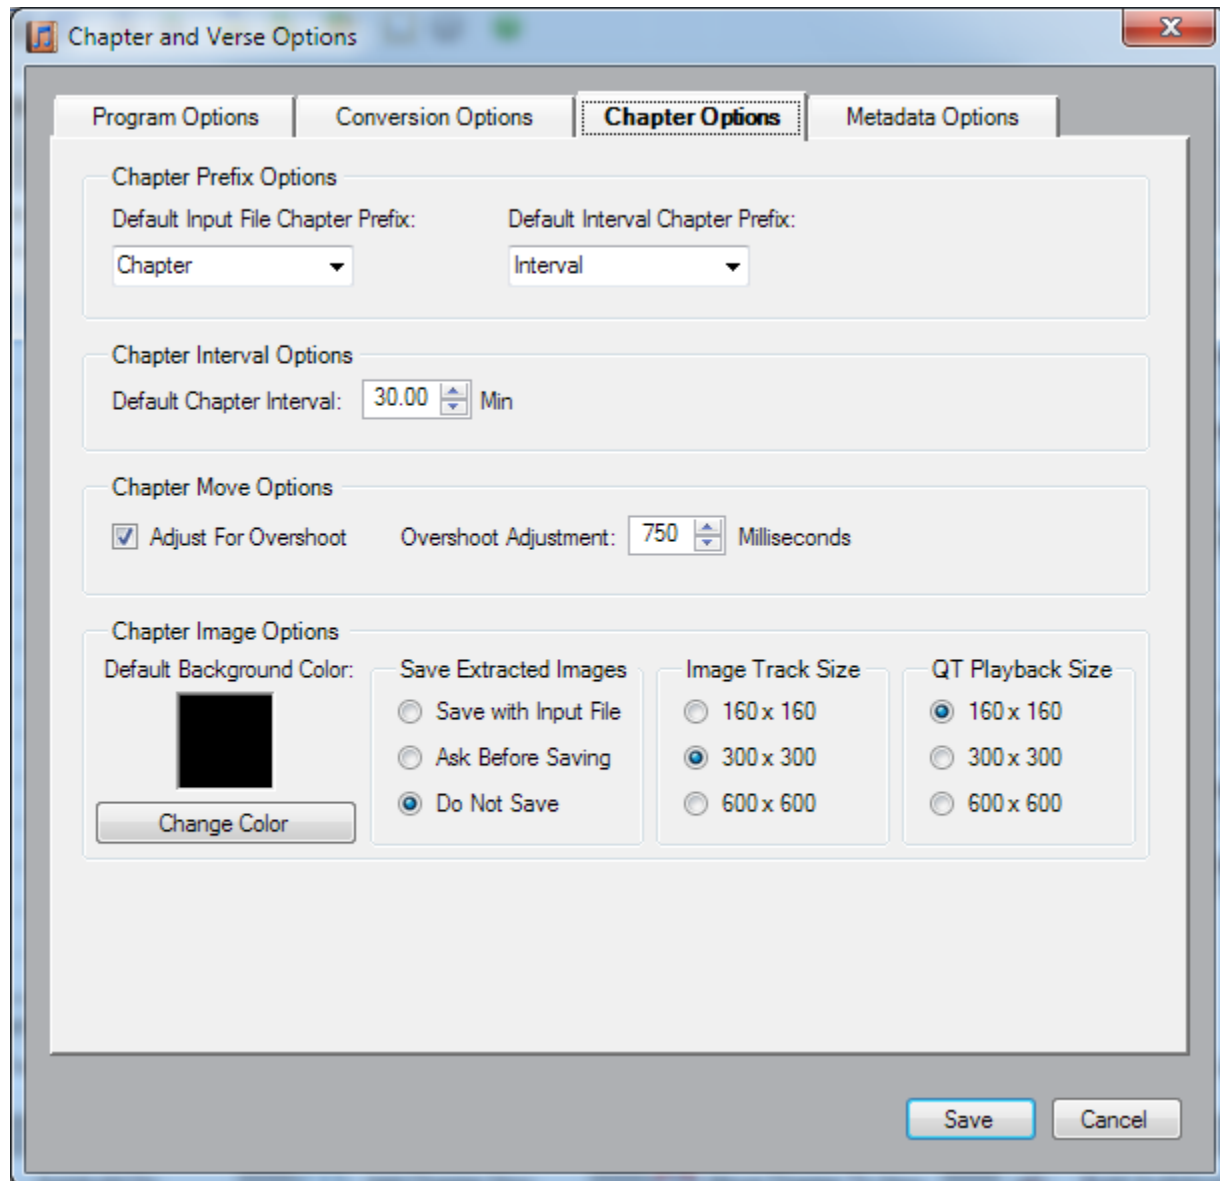 Chapter and Verse Options
X
Program Options Conversion Options Chapter Options Metadata Options
Chapter Prefix Options
Default Input File Chapter Prefix: Default Interval Chapter Prefix:
Chapter Interval
Chapter Interval Options
Default Chapter Interval: 30.00 Min
Chapter Move Options
Adjust For Overshoot Overshoot Adjustment: 750 Milliseconds
Chapter Image Options
Default Background Color: Save Extracted Images Image Track Size QT Playback Size
Save with Input File 160 x 160 160 x 160
Ask Before Saving 300 x 300 300 x 300
Do Not Save 600 x 600 600 x 600
Change Color
Save Cancel